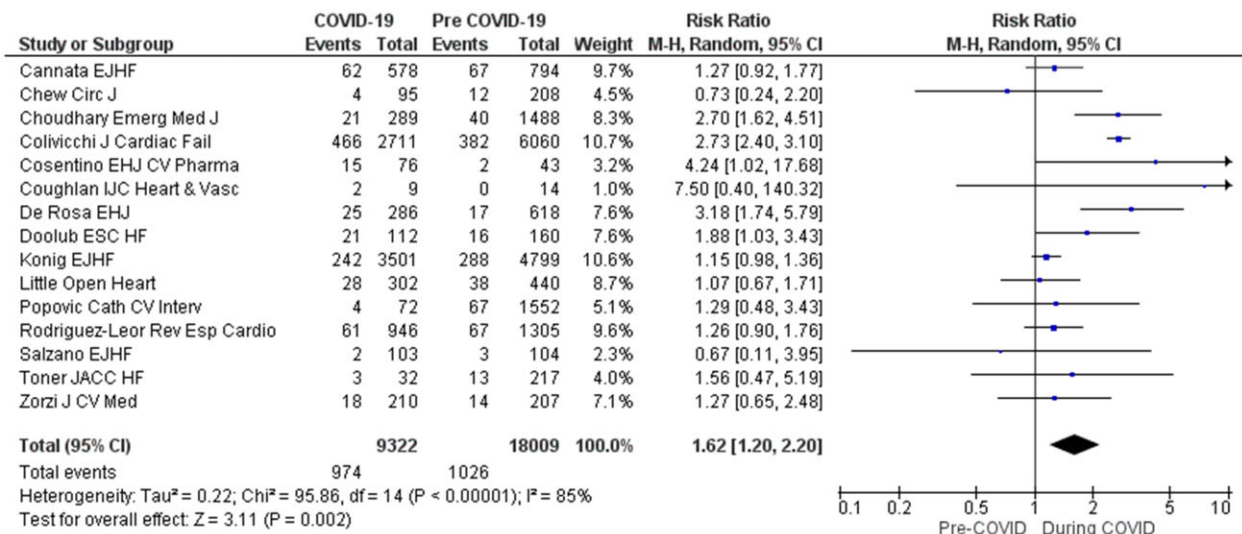 COVID-19 Pre COVID-19 Risk Ratio Risk Ratio
Study or Subgroup Events Total Events Total Weight M-H, Random, 95% CI M-H, Random, 95% CI
Cannata EJHF 62 578 67 794 9.7% 1.27 [0.92, 1.77]
Chew Circ J 4 95 12 208 4.5% 0.73 [0.24, 2.20]
Choudhary Emerg Med J 21 289 40 1488 8.3% 2.70 [1.62, 4.51]
Colivicchi J Cardiac Fail 466 2711 382 6060 10.7% 2.73 [2.40, 3.10]
Cosentino EHJ CV Pharma 15 76 2 43 3.2% 4.24 [1.02, 17.68]
Coughlan IJC Heart & Vasc 2 9 0 14 1.0% 7.50 [0.40, 140.32]
De Rosa EHJ 25 286 17 618 7.6% 3.18 [1.74, 5.79]
Doolub ESC HF 21 112 16 160 7.6% 1.88 [1.03, 3.43]
Konig EJHF 242 3501 288 4799 10.6% 1.15 [0.98, 1.36]
Little Open Heart 28 302 38 440 8.7% 1.07 [0.67, 1.71]
Popovic Cath CV Interv 4 72 67 1552 5.1% 1.29 [0.48, 3.43]
Rodriguez-Leor Rev Esp Cardio 61 946 67 1305 9.6% 1.26 [0.90, 1.76]
Salzano EJHF 2 103 3 104 2.3% 0.67 [0.11, 3.95]
Toner JACC HF 3 32 13 217 4.0% 1.56 [0.47, 5.19]
Zorzi J CV Med 18 210 14 207 7.1% 1.27 [0.65, 2.48]
Total (95% CI) 9322 18009 100.0% 1.62 [1.20, 2.20]
Total events 974 1026
Heterogeneity: Tau² = 0.22; Chi² = 95.86, df = 14 (P < 0.00001); I² = 85%
Test for overall effect: Z = 3.11 (P = 0.002)
0.1 0.2 0.5 1 2 5 10
Pre-COVID During COVID